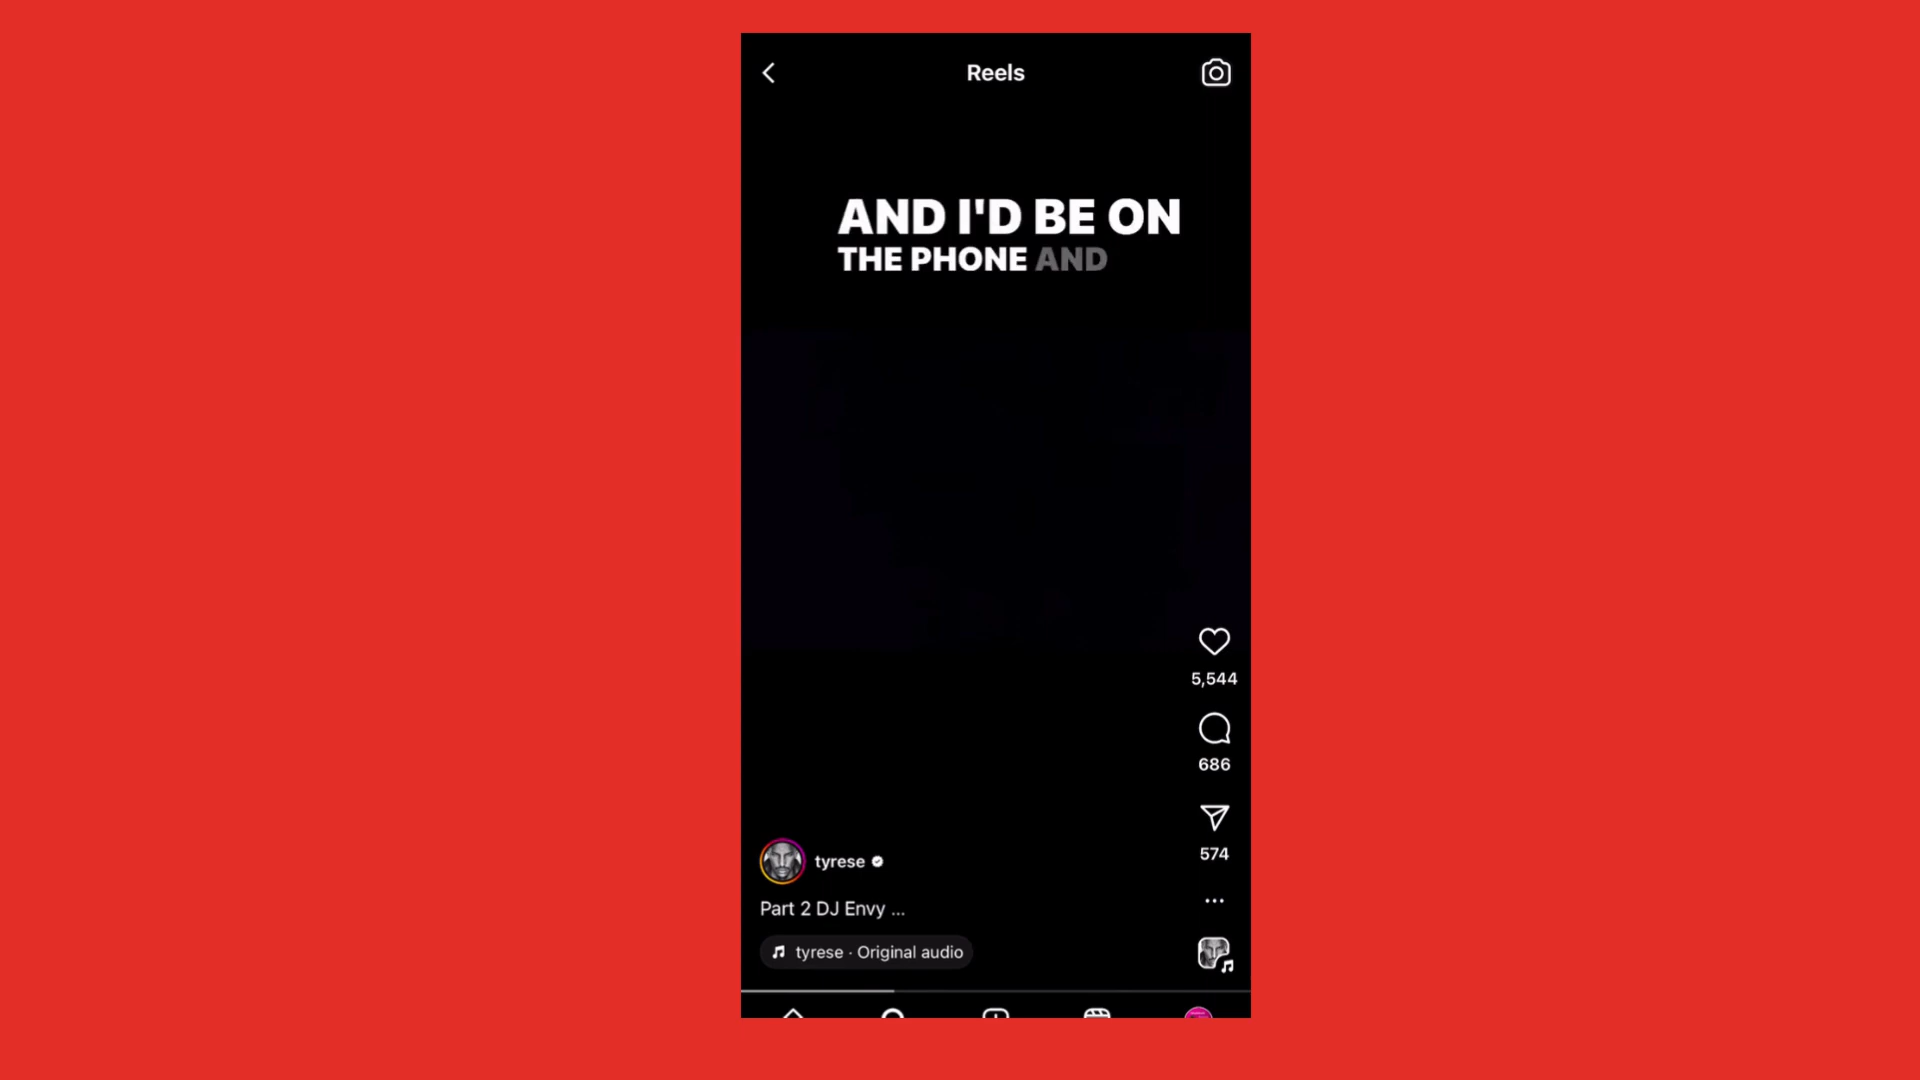 Reels
AND I'D BE ON
THE PHONE AND
5,544
686
574
tyrese
Part 2 DJ Envy ...
tyrese · Original audio